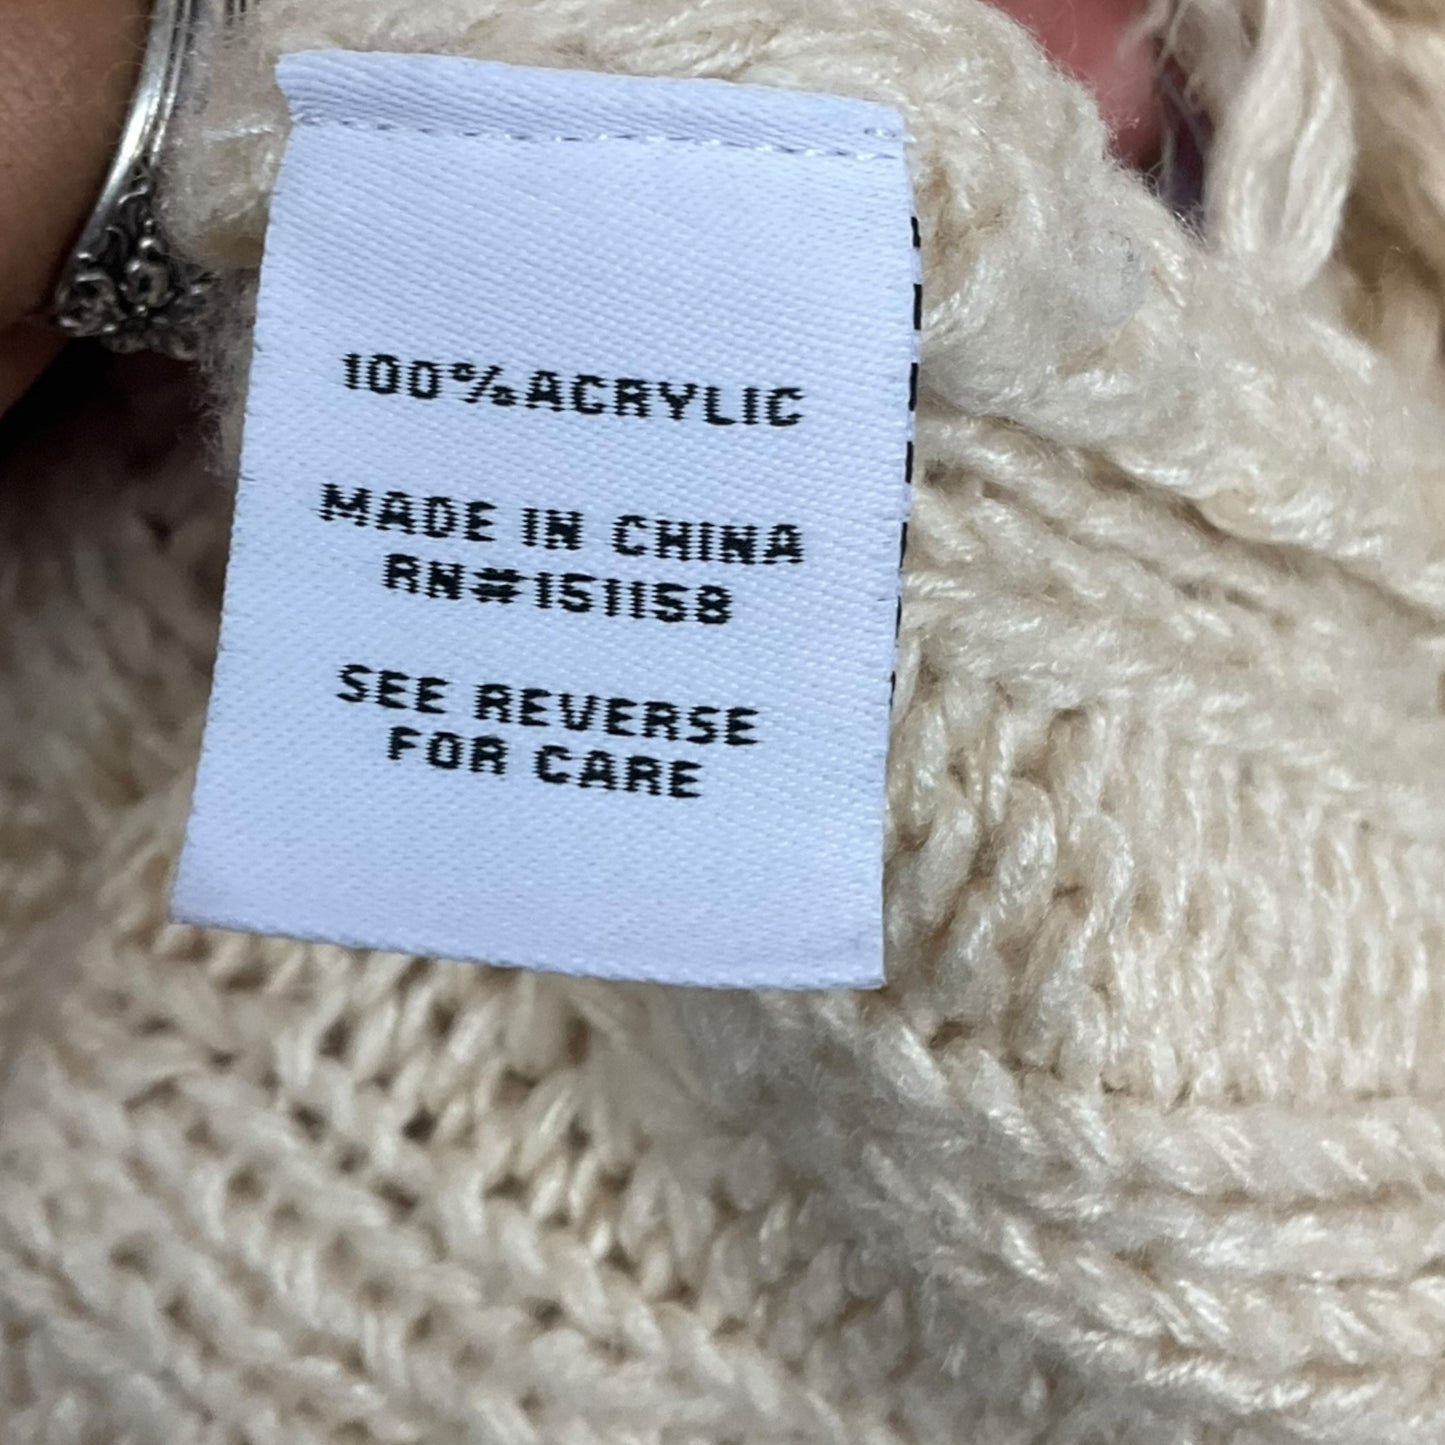 100%ACRYLIC
MADE IN CHINA
RN#151158
SEE REVERSE
FOR CARE